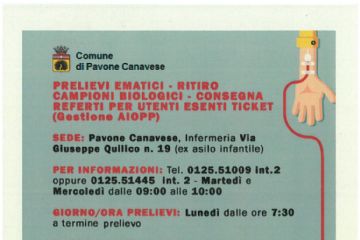 Comune
di Pavone Canavese
PRELIEVI EMATICI - RITIRO
CAMPIONI BIOLOGICI - CONSEGNA
REFERTI PER UTENTI ESENTI TICKET
(Gestione AIOPP)
SEDE: Pavone Canavese, Infermeria Via
Giuseppe Quilico n. 19 (ex asilo infantile)
PER INFORMAZIONI: Tel. 0125.51009 int.2
oppure 0125.51445 int. 2 - Martedì e
Mercoledì dalle 09:00 alle 10:00
GIORNO/ORA PRELIEVI: Lunedì dalle ore 7:30
a termine prelievo